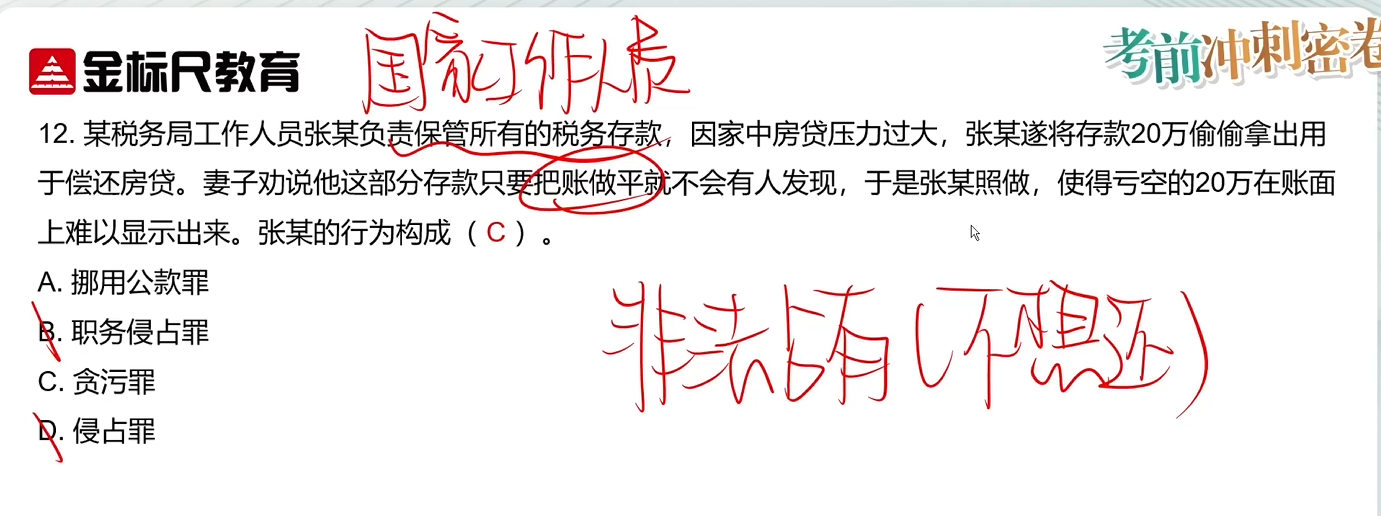 金标尺教育
国家工作人员
考前冲刺密卷
12. 某税务局工作人员张某负责保管所有的税务存款，因家中房贷压力过大，张某遂将存款20万偷偷拿出用
于偿还房贷。妻子劝说他这部分存款只要把账做平就不会有人发现，于是张某照做，使得亏空的20万在账面
上难以显示出来。张某的行为构成（ C ）。
A. 挪用公款罪
B. 职务侵占罪
C. 贪污罪
D. 侵占罪
非法占有(不想还)